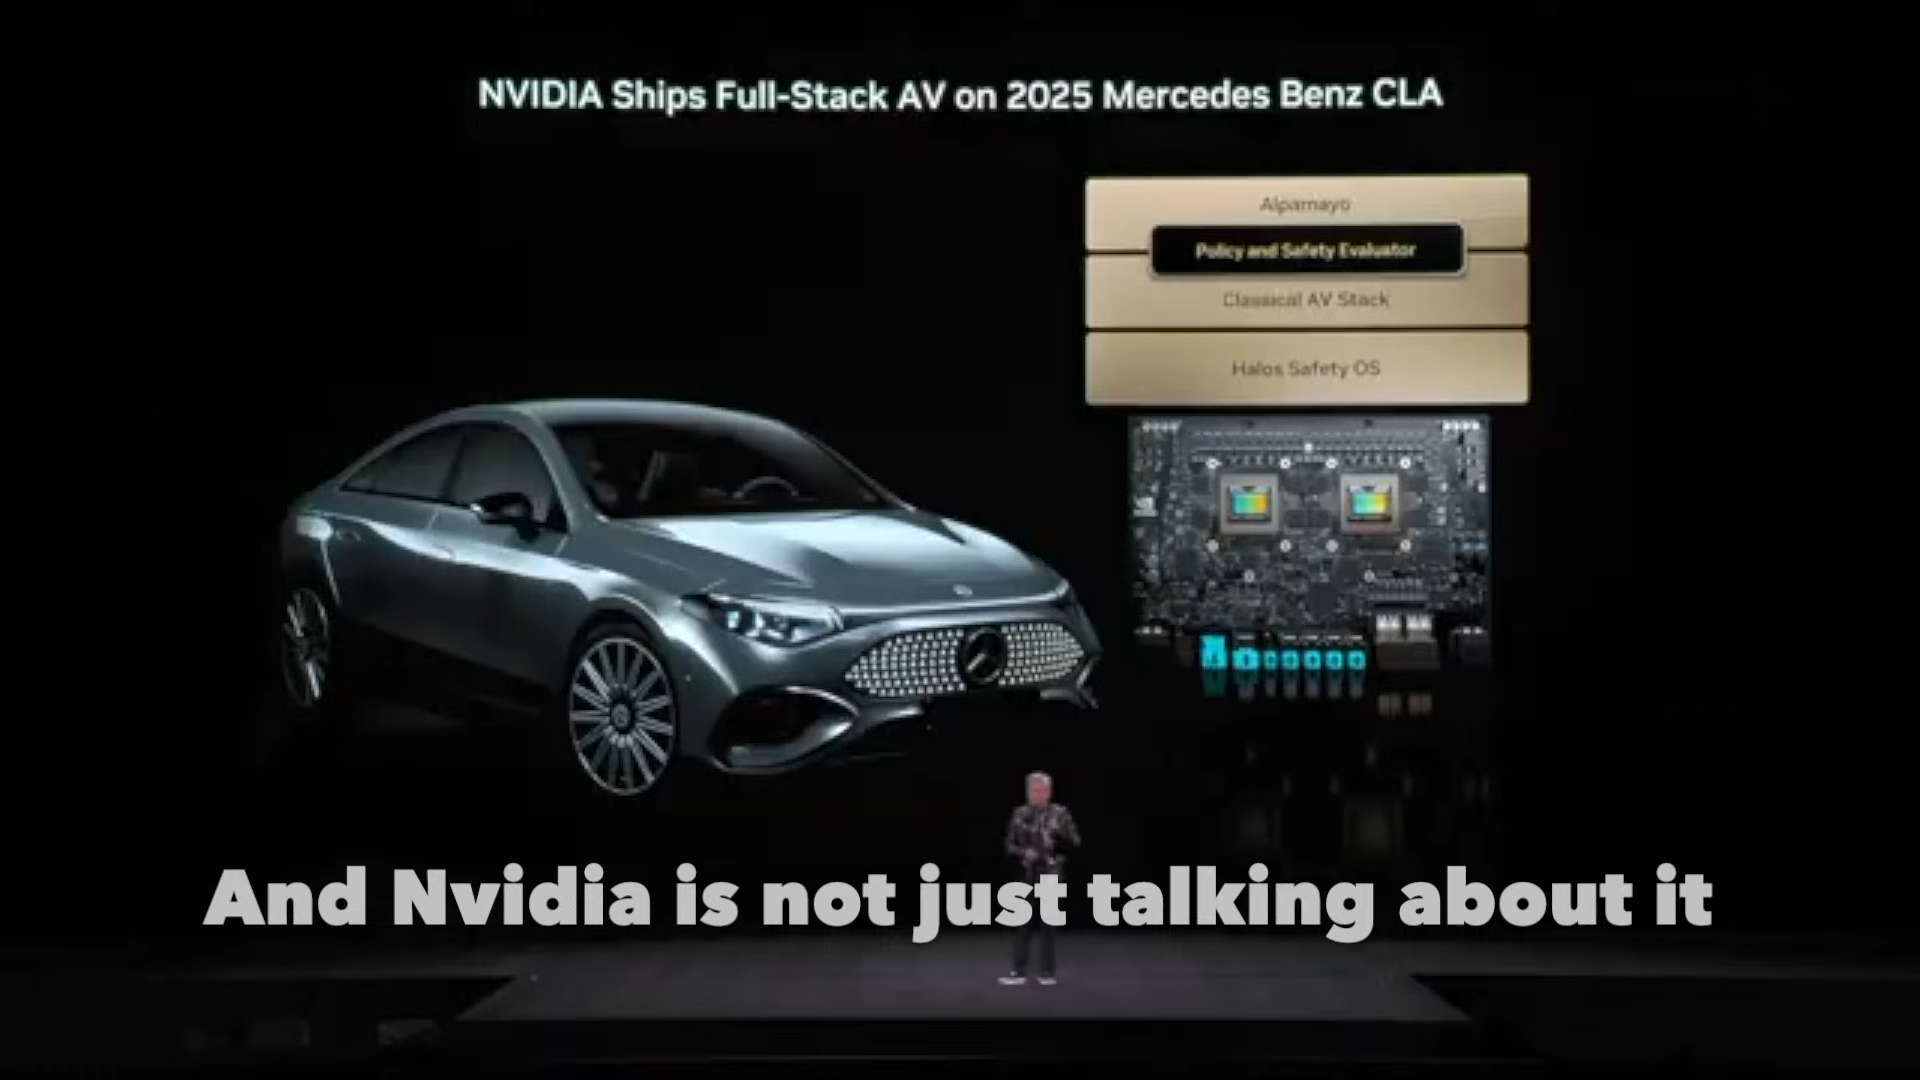 NVIDIA Ships Full-Stack AV on 2025 Mercedes Benz CLA
Alpamayo
Policy and Safety Evaluator
Classical AV Stack
Halos Safety OS
And Nvidia is not just talking about it